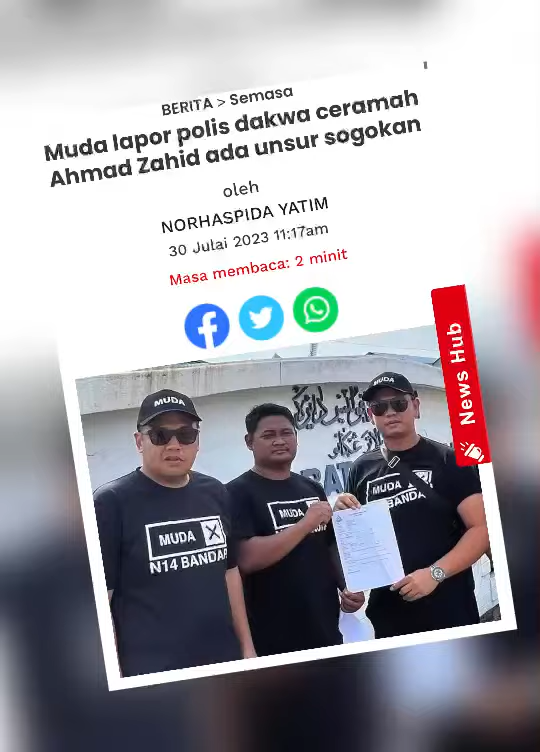 BERITA > Semasa
Muda lapor polis dakwa ceramah
Ahmad Zahid ada unsur sogokan
oleh
NORHASPIDA YATIM
30 Julai 2023 11:17am
Masa membaca: 2 minit
News Hub
MUDA
MUDA
MUDA
N14 BANDAR
MUDA
MUDA
BANDA